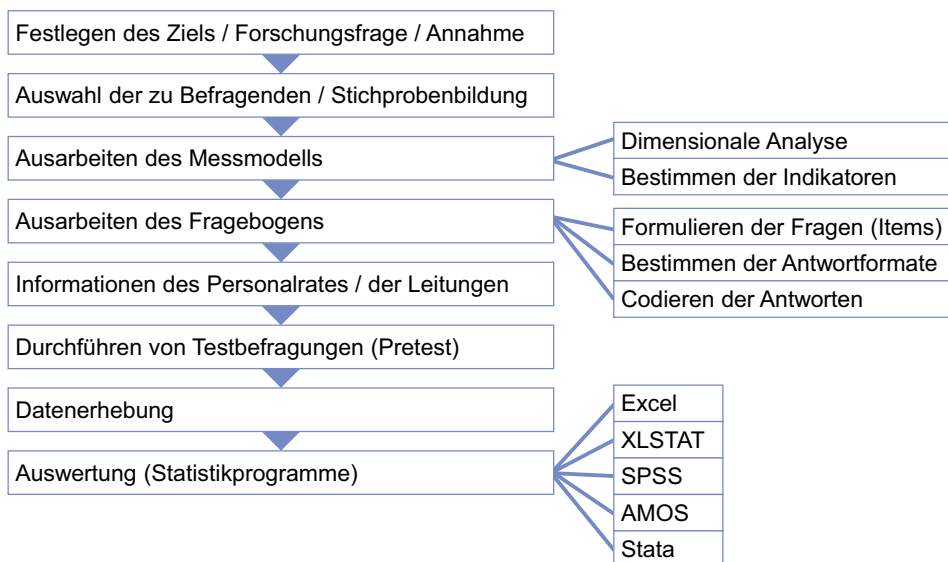 Festlegen des Ziels / Forschungsfrage / Annahme
Auswahl der zu Befragenden / Stichprobenbildung
Ausarbeiten des Messmodells
Dimensionale Analyse
Bestimmen der Indikatoren
Ausarbeiten des Fragebogens
Formulieren der Fragen (Items)
Bestimmen der Antwortformate
Codieren der Antworten
Informationen des Personalrates / der Leitungen
Durchführen von Testbefragungen (Pretest)
Datenerhebung
Auswertung (Statistikprogramme)
Excel
XLSTAT
SPSS
AMOS
Stata